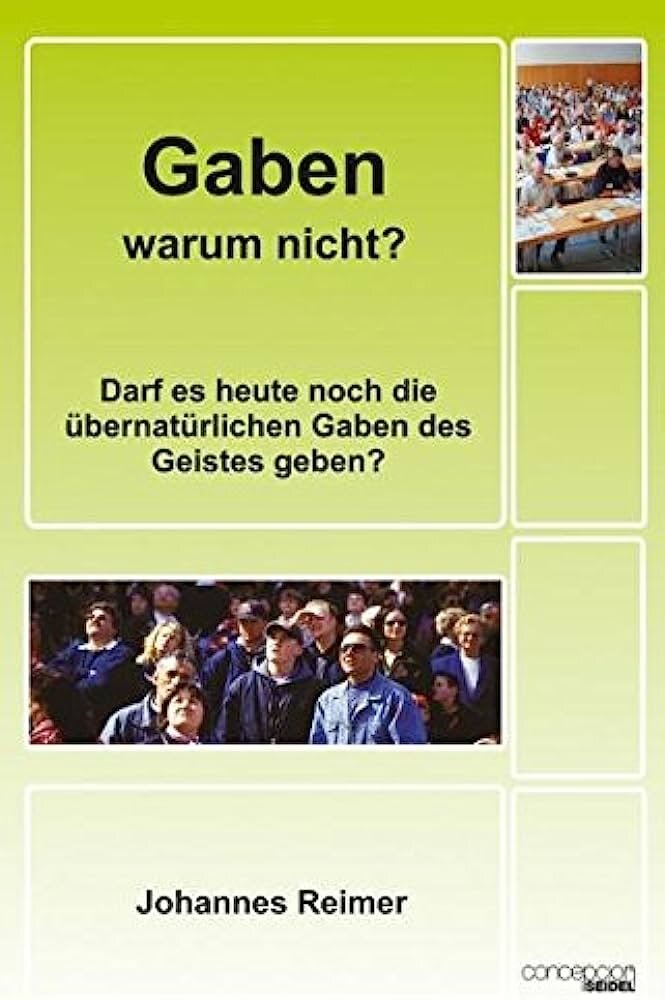 Gaben
warum nicht?
Darf es heute noch die
übernatürlichen Gaben des
Geistes geben?
Johannes Reimer
concepcion
SEIDEL